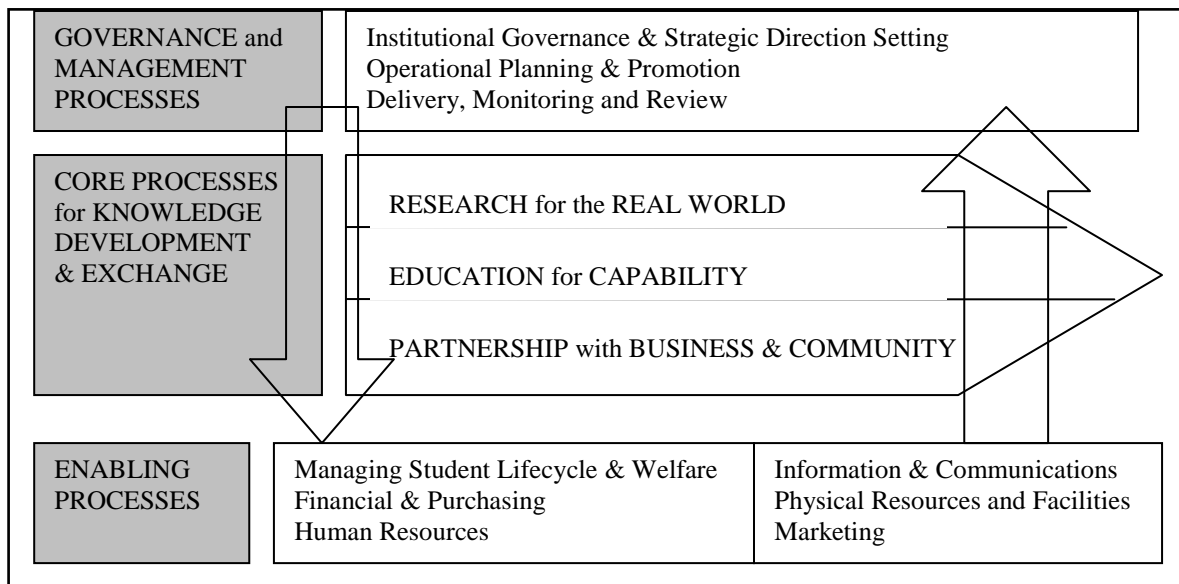 GOVERNANCE and
MANAGEMENT
PROCESSES
Institutional Governance & Strategic Direction Setting
Operational Planning & Promotion
Delivery, Monitoring and Review
CORE PROCESSES
for KNOWLEDGE
DEVELOPMENT
& EXCHANGE
RESEARCH for the REAL WORLD
EDUCATION for CAPABILITY
PARTNERSHIP with BUSINESS & COMMUNITY
ENABLING
PROCESSES
Managing Student Lifecycle & Welfare
Financial & Purchasing
Human Resources
Information & Communications
Physical Resources and Facilities
Marketing